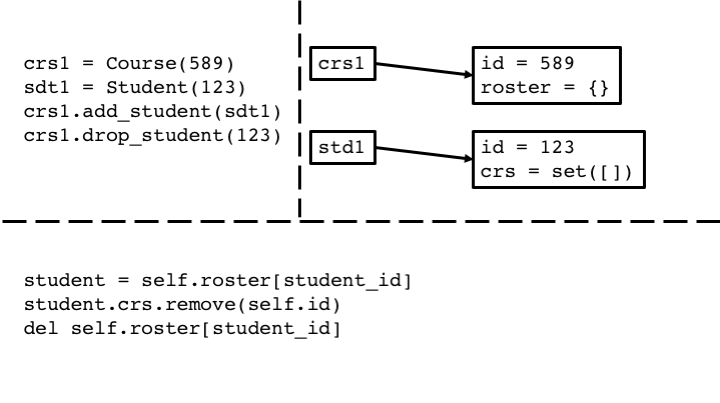 crs1 = Course(589)
sdt1 = Student(123)
crs1.add_student(sdt1)
crs1.drop_student(123)
crs1
id = 589
roster = {}
std1
id = 123
crs = set([])
student = self.roster[student_id]
student.crs.remove(self.id)
del self.roster[student_id]